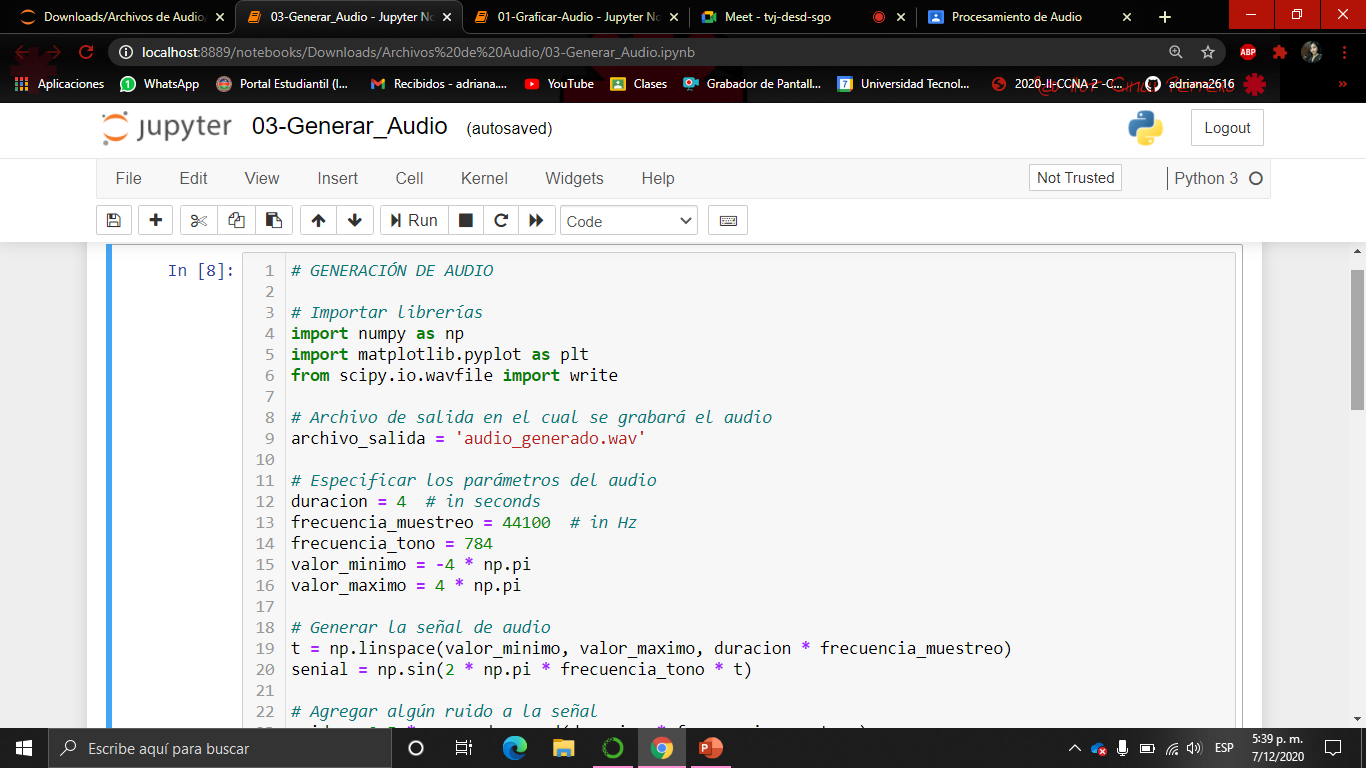 Downloads/Archivos de Audio/
03-Generar_Audio - Jupyter No
01-Graficar-Audio - Jupyter No
Meet - tvj-desd-sgo
Procesamiento de Audio
localhost:8889/notebooks/Downloads/Archivos%20de%20Audio/03-Generar_Audio.ipynb
ABP
Aplicaciones
WhatsApp
Portal Estudiantil (I...
Recibidos - adriana....
YouTube
Clases
Grabador de Pantall...
Universidad Tecnol...
2020-II-CCNA 2 -C...
adriana2616
»
jupyter 03-Generar_Audio (autosaved)
Logout
File Edit View Insert Cell Kernel Widgets Help
Not Trusted
Python 3
Run
Code
In [8]:
1 # GENERACIÓN DE AUDIO
2
3 # Importar librerías
4 import numpy as np
5 import matplotlib.pyplot as plt
6 from scipy.io.wavfile import write
7
8 # Archivo de salida en el cual se grabará el audio
9 archivo_salida = 'audio_generado.wav'
10
11 # Especificar los parámetros del audio
12 duracion = 4 # in seconds
13 frecuencia_muestreo = 44100 # in Hz
14 frecuencia_tono = 784
15 valor_minimo = -4 * np.pi
16 valor_maximo = 4 * np.pi
17
18 # Generar la señal de audio
19 t = np.linspace(valor_minimo, valor_maximo, duracion * frecuencia_muestreo)
20 senial = np.sin(2 * np.pi * frecuencia_tono * t)
21
22 # Agregar algún ruido a la señal
Escribe aquí para buscar
ESP
5:39 p. m.
7/12/2020